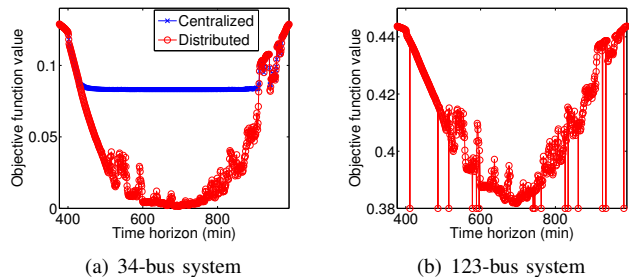 Centralized
Distributed
Objective function value
0.1
0.05
0
400 600 800
Time horizon (min)
(a) 34-bus system
Objective function value
0.44
0.42
0.4
0.38
400 600 800
Time horizon (min)
(b) 123-bus system